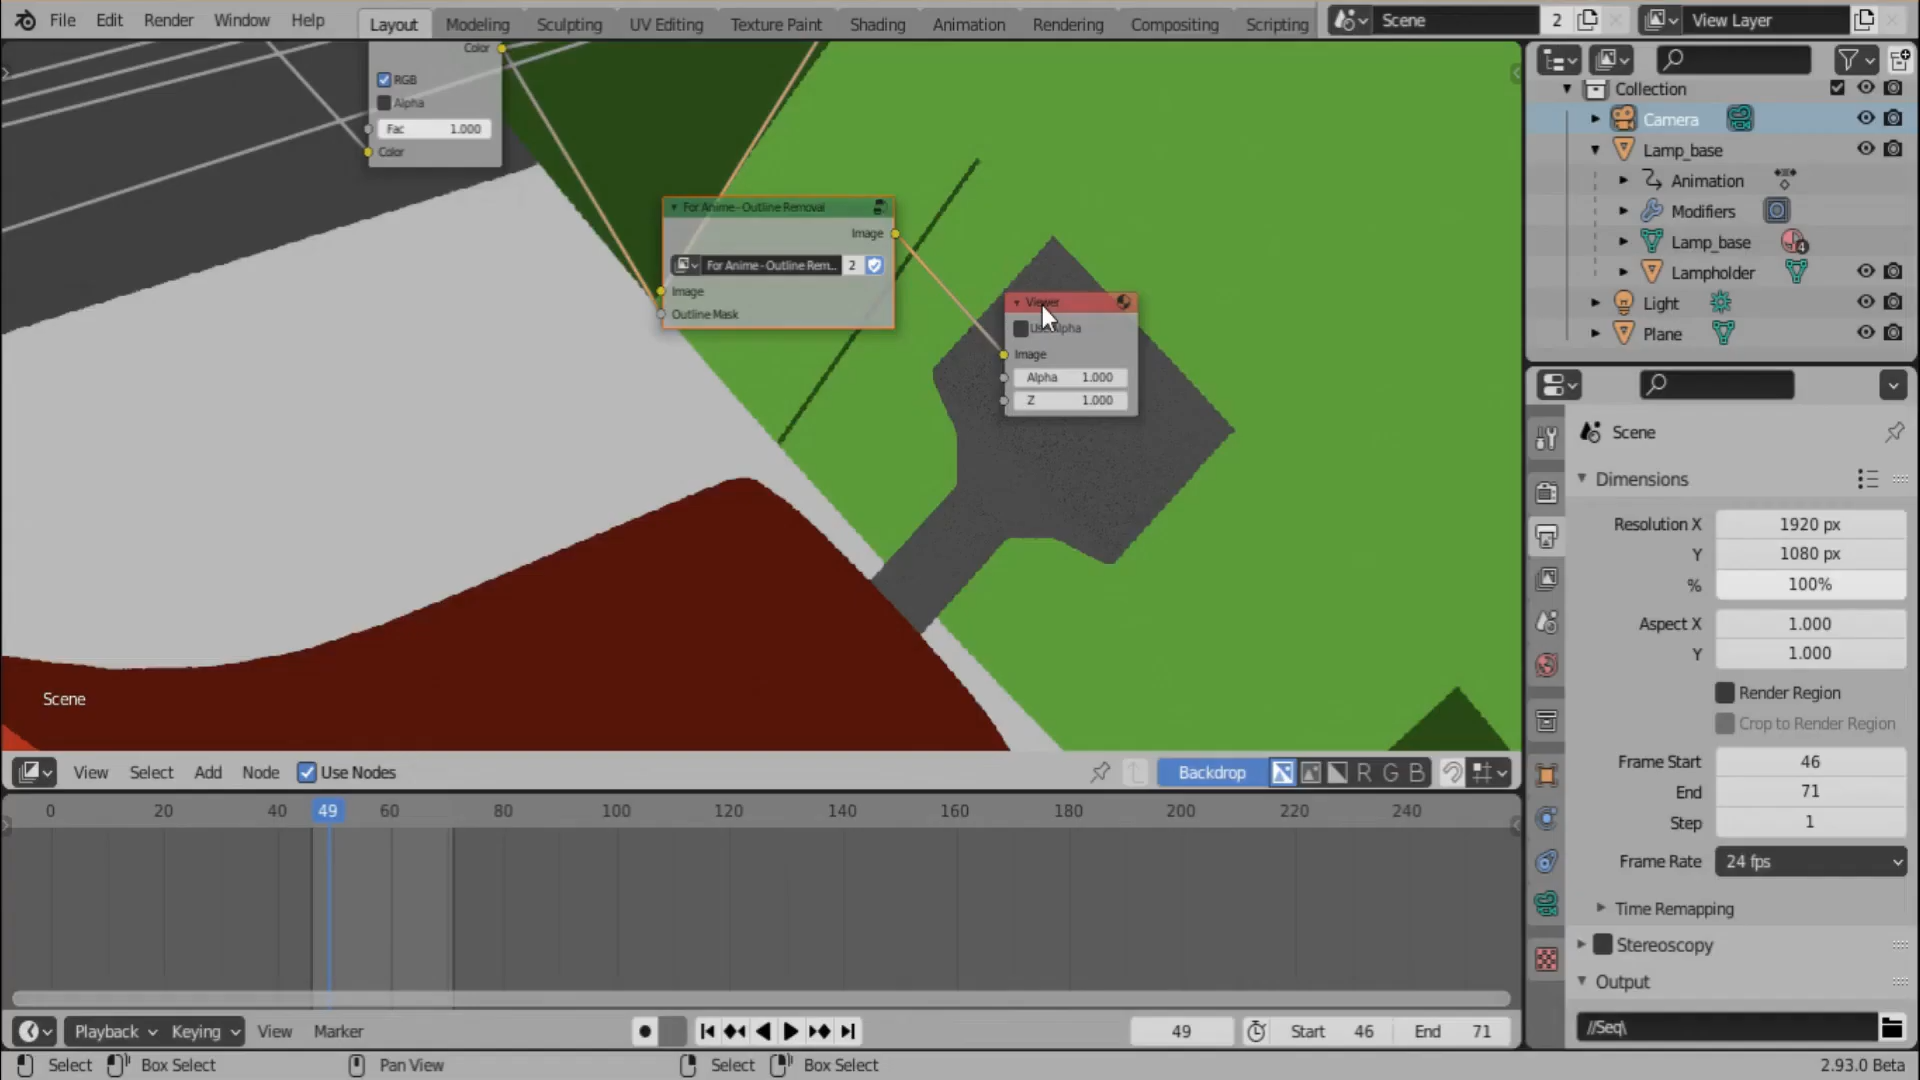 File Edit Render Window Help Layout Modeling Sculpting UV Editing Texture Paint Shading Animation Rendering Compositing Scripting Scene 2 View Layer
Color
RGB
Alpha
Fac 1.000
Color
For Anime - Outline Removal
Image
For Anime - Outline Rem... 2
Image
Outline Mask
Viewer
Use Alpha
Image
Alpha 1.000
Z 1.000
Scene
View Select Add Node Use Nodes Backdrop R G B
0 20 40 49 60 80 100 120 140 160 180 200 220 240
Playback Keying View Marker 49 Start 46 End 71
Select Box Select Pan View Select Box Select 2.93.0 Beta
Collection
Camera
Lamp_base
Animation
Modifiers
Lamp_base 4
Lampholder
Light
Plane
Scene
Dimensions
Resolution X 1920 px
Y 1080 px
% 100%
Aspect X 1.000
Y 1.000
Render Region
Crop to Render Region
Frame Start 46
End 71
Step 1
Frame Rate 24 fps
Time Remapping
Stereoscopy
Output
//Seq\